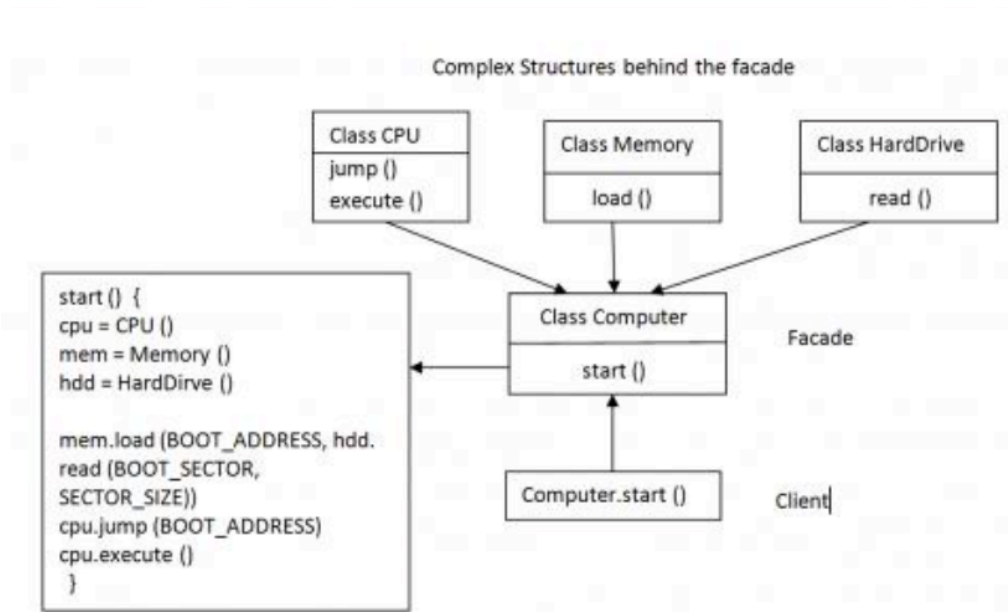 Complex Structures behind the facade
Class CPU
jump ()
execute ()
Class Memory
load ()
Class HardDrive
read ()
start () {
cpu = CPU ()
mem = Memory ()
hdd = HardDirve ()
mem.load (BOOT_ADDRESS, hdd.
read (BOOT_SECTOR,
SECTOR_SIZE))
cpu.jump (BOOT_ADDRESS)
cpu.execute ()
}
Class Computer
start ()
Facade
Computer.start ()
Client